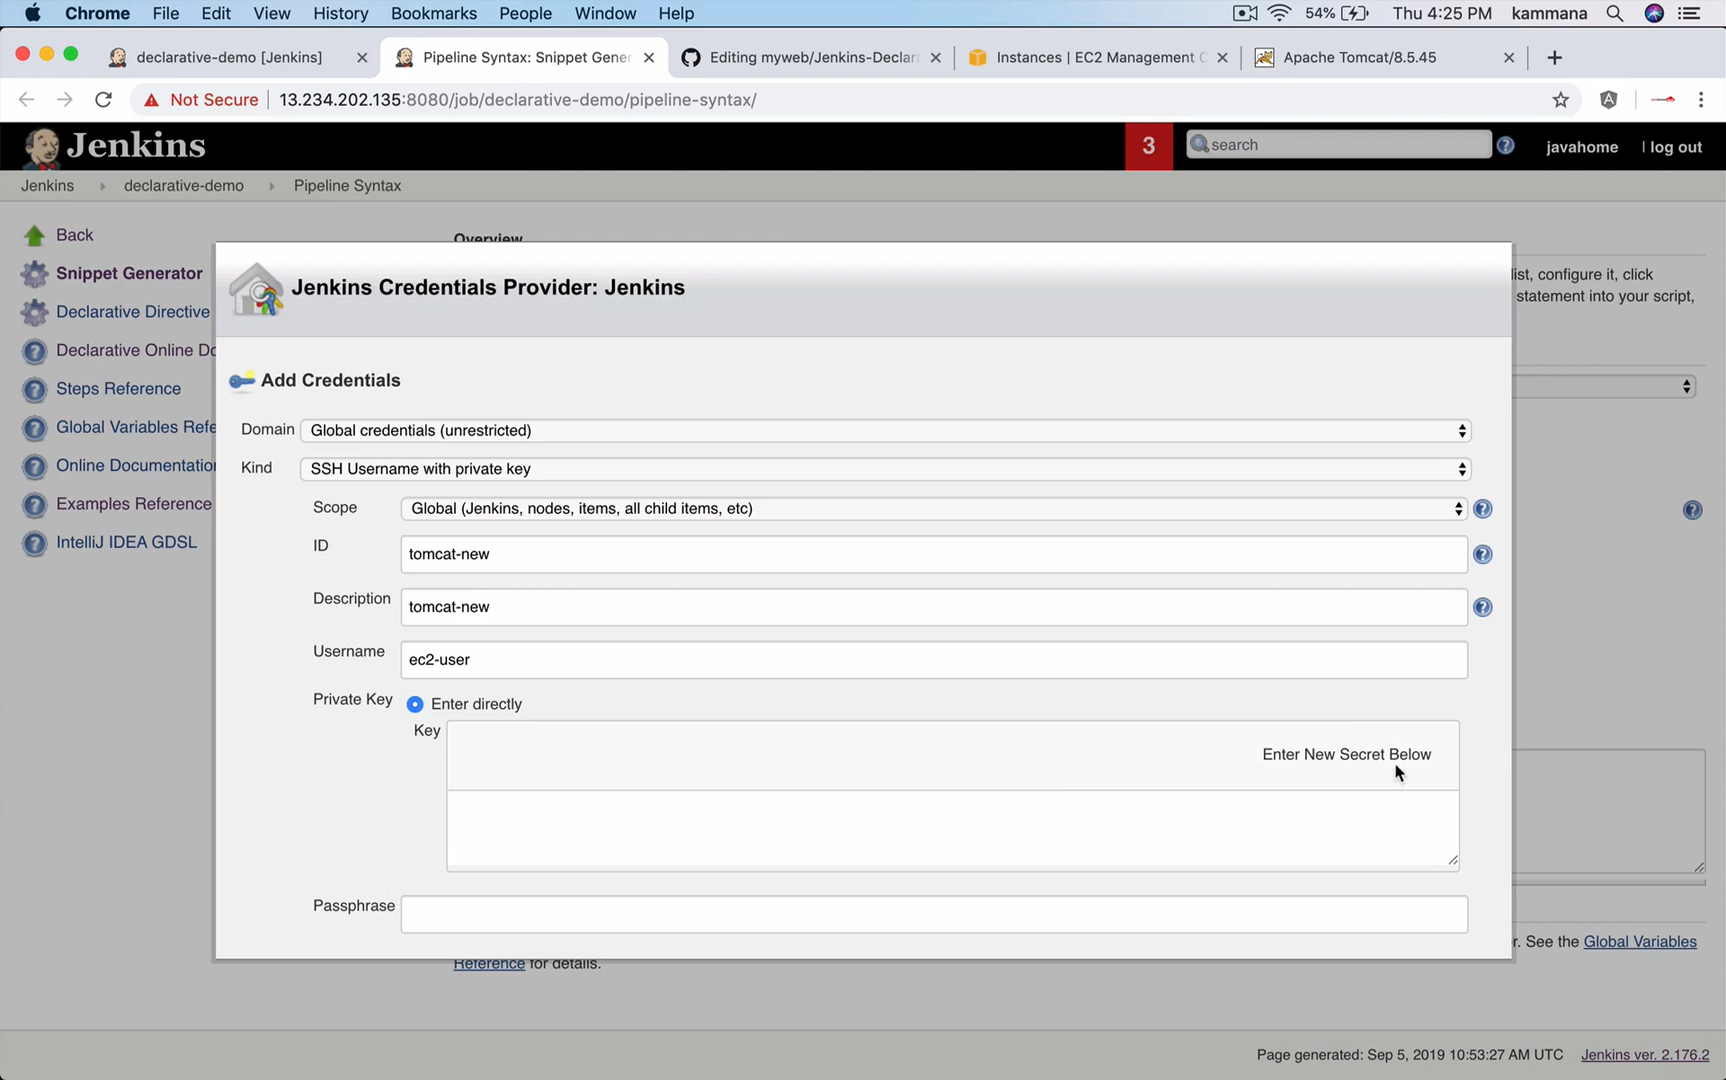 Chrome File Edit View History Bookmarks People Window Help 54% Thu 4:25 PM kammana
declarative-demo [Jenkins] Pipeline Syntax: Snippet Gener Editing myweb/Jenkins-Declara Instances | EC2 Management C Apache Tomcat/8.5.45
Not Secure 13.234.202.135:8080/job/declarative-demo/pipeline-syntax/
Jenkins 3 search javahome | log out
Jenkins declarative-demo Pipeline Syntax
Back
Overview
Snippet Generator
list, configure it, click
statement into your script,
Declarative Directive
Declarative Online Do
Steps Reference
Global Variables Refe
Online Documentation
Examples Reference
IntelliJ IDEA GDSL
Jenkins Credentials Provider: Jenkins
Add Credentials
Domain Global credentials (unrestricted)
Kind SSH Username with private key
Scope Global (Jenkins, nodes, items, all child items, etc)
ID tomcat-new
Description tomcat-new
Username ec2-user
Private Key Enter directly
Key
Enter New Secret Below
Passphrase
r. See the Global Variables
Reference for details.
Page generated: Sep 5, 2019 10:53:27 AM UTC Jenkins ver. 2.176.2